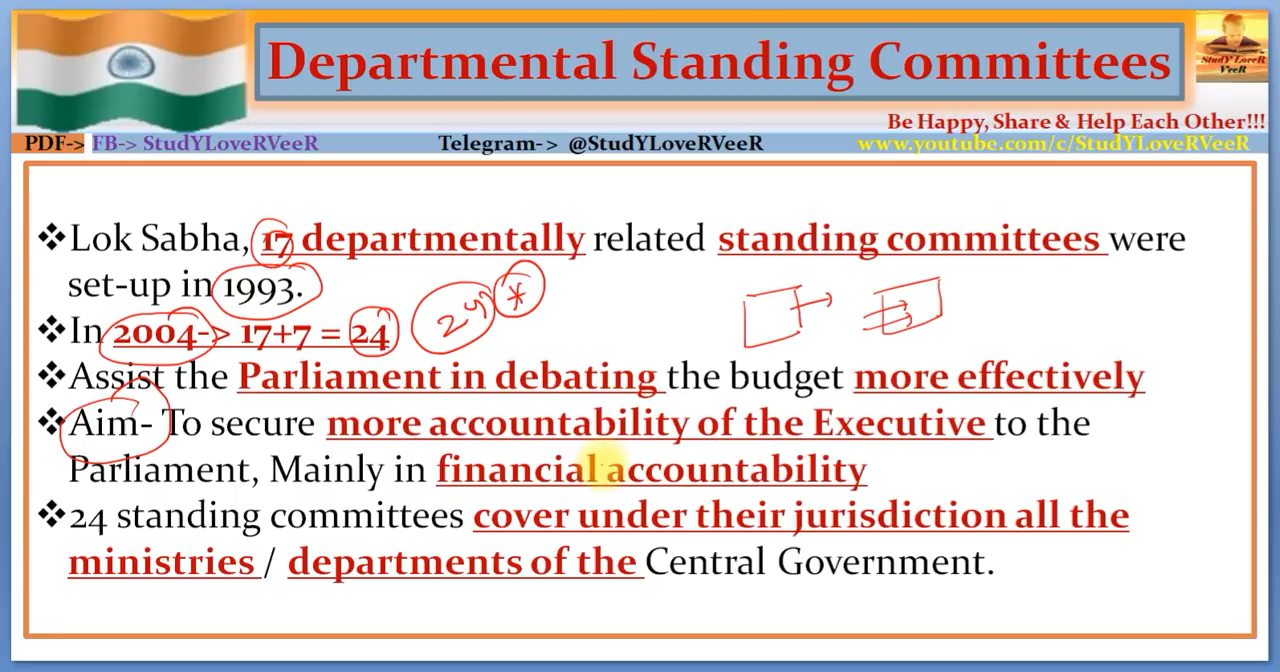 Departmental Standing Committees
StudY LoveR
VeeR
Be Happy, Share & Help Each Other!!!
PDF-> FB-> StudYLoveRVeeR Telegram-> @StudYLoveRVeeR www.youtube.com/c/StudYLoveRVeeR
❖Lok Sabha, 17 departmentally related standing committees were
set-up in 1993.
❖In 2004-> 17+7 = 24
24 *
❖Assist the Parliament in debating the budget more effectively
❖Aim- To secure more accountability of the Executive to the
Parliament, Mainly in financial accountability
❖24 standing committees cover under their jurisdiction all the
ministries / departments of the Central Government.